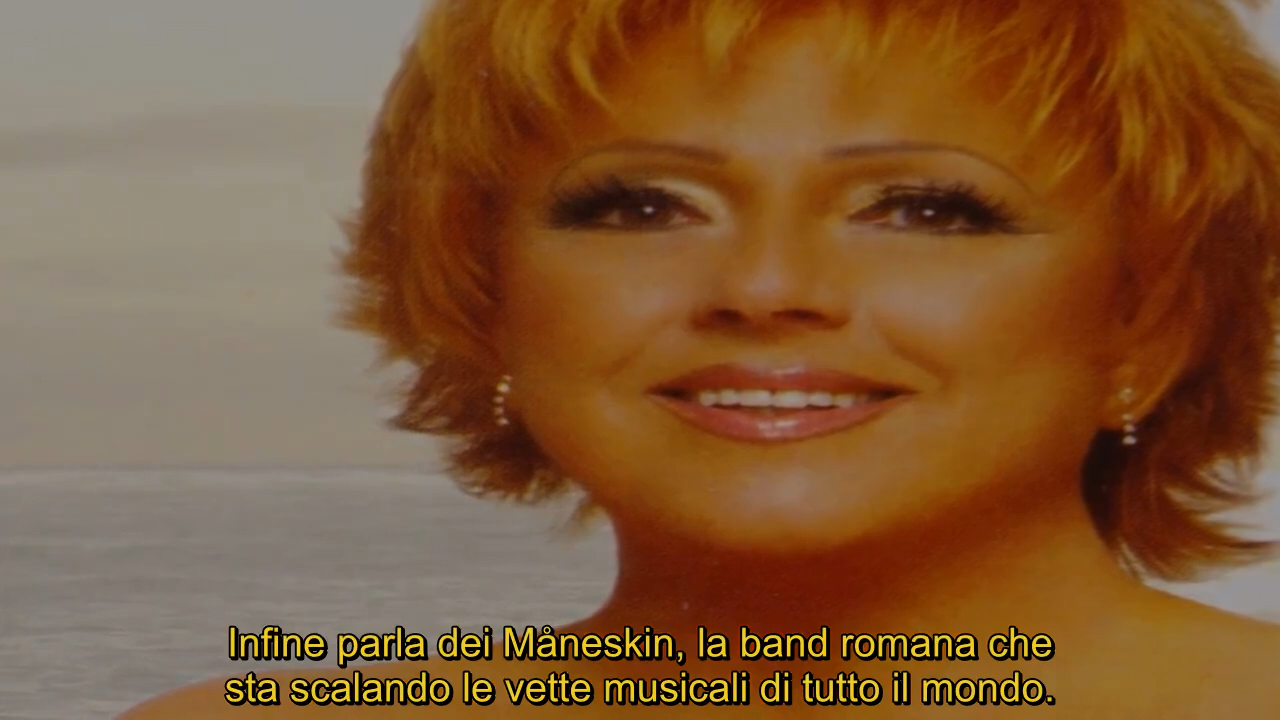 Infine parla dei Måneskin, la band romana che
sta scalando le vette musicali di tutto il mondo.